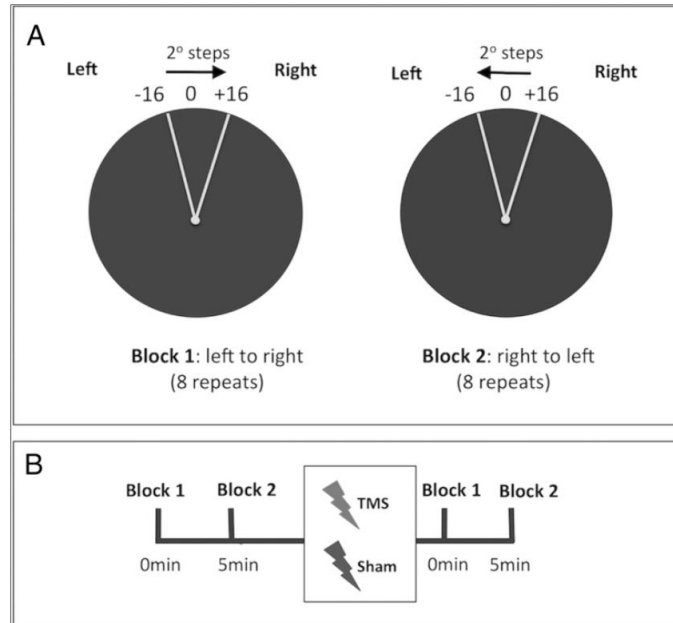 A
2° steps
Left
Right
-16 0 +16
Block 1: left to right
(8 repeats)
2° steps
Left
Right
-16 0 +16
Block 2: right to left
(8 repeats)
B
Block 1 Block 2
TMS
Block 1 Block 2
0min 5min
Sham
0min 5min